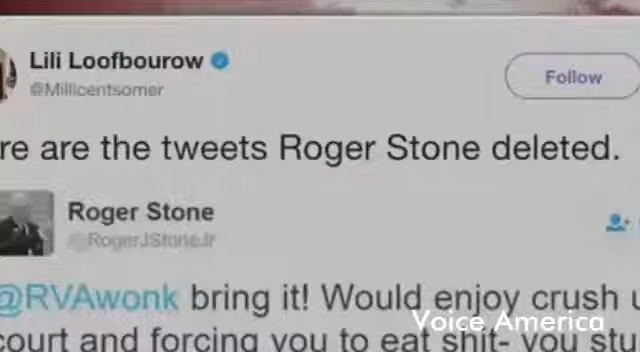 Lili Loofbourow
@Millicentsomer
Follow
re are the tweets Roger Stone deleted.
Roger Stone
@RogerJStoneJr
@RVAwonk bring it! Would enjoy crush u
court and forcing you to eat shit- you stu
Voice America